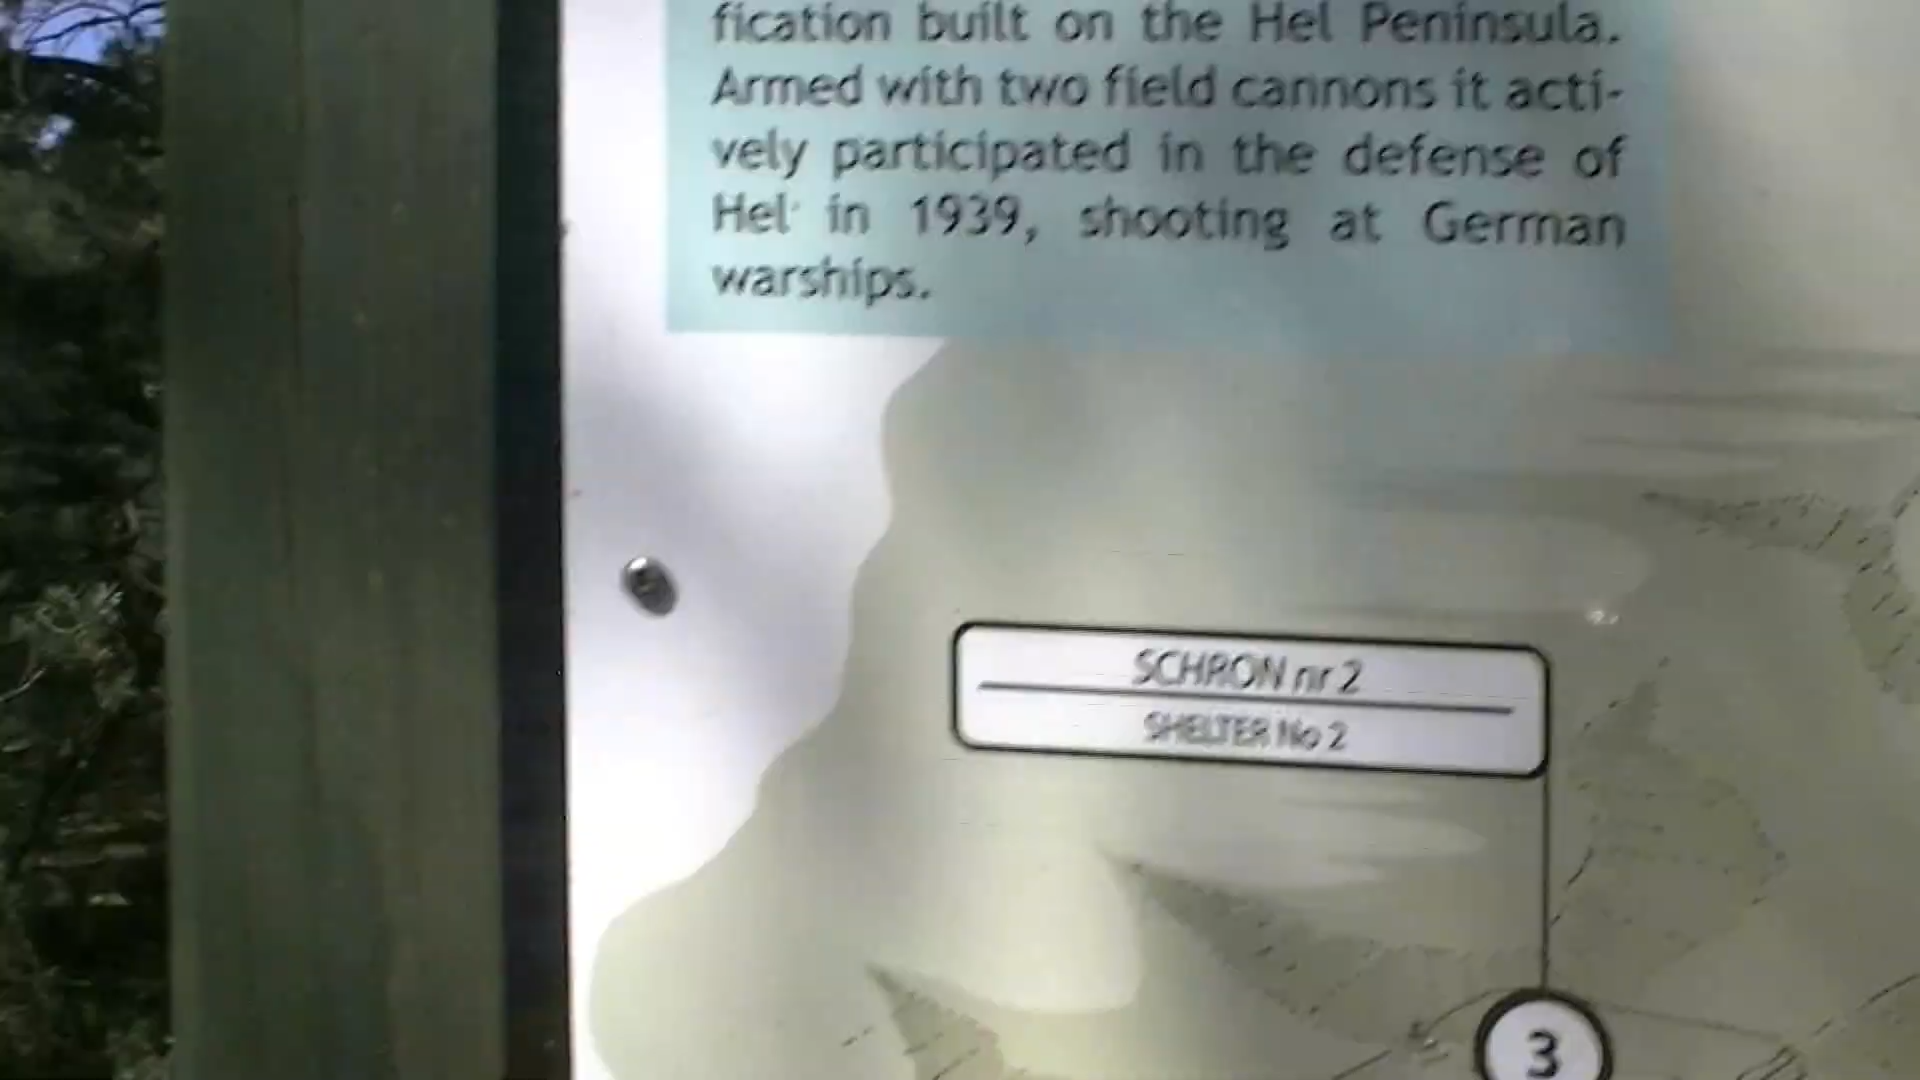 fication built on the Hel Peninsula.
Armed with two field cannons it acti-
vely participated in the defense of
Hel in 1939, shooting at German
warships.
SCHRON nr 2
SHELTER No 2
3